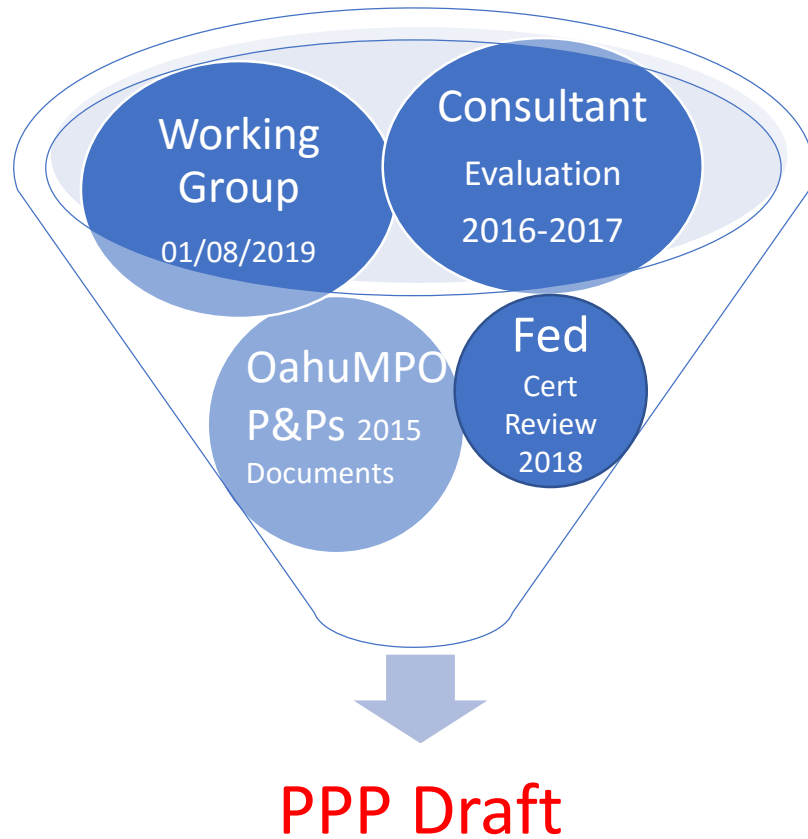 Working
Group
01/08/2019
Consultant
Evaluation
2016-2017
OahuMPO
P&Ps 2015
Documents
Fed
Cert
Review
2018
PPP Draft